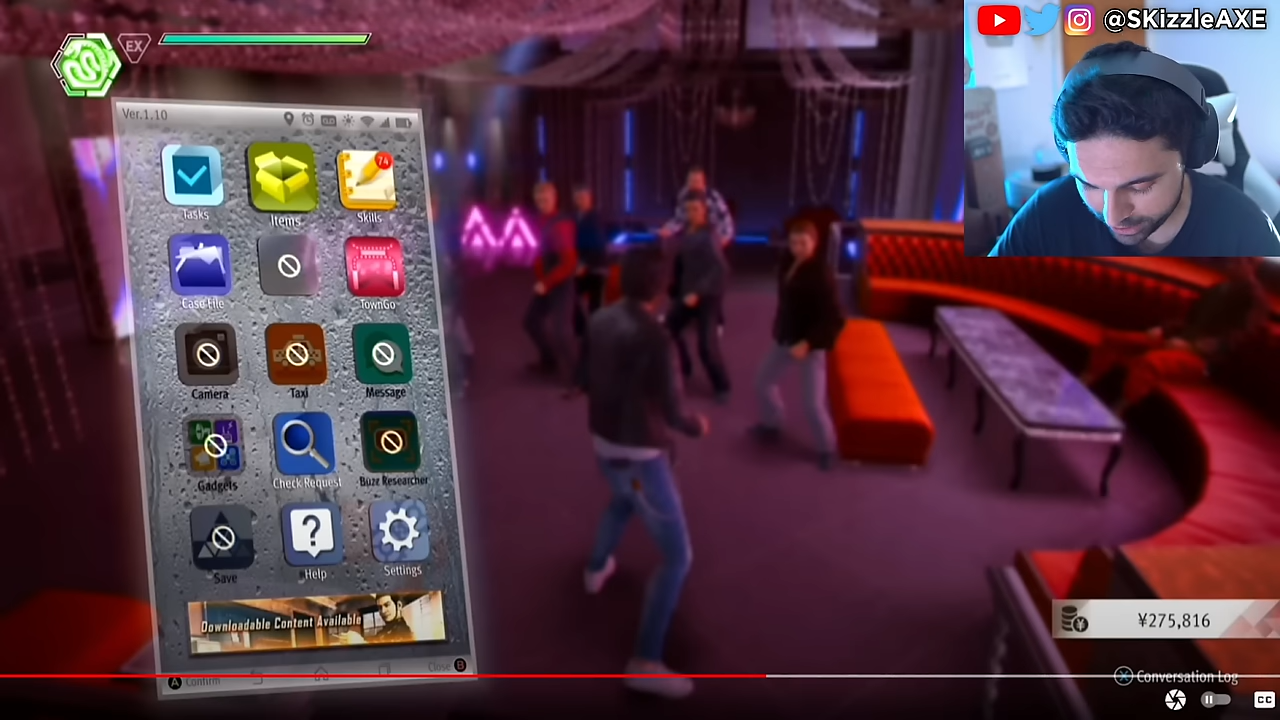 @SKizzleAXE
EX
Ver.1.10
74
Tasks
Items
Skills
Case File
TownGo
Camera
Taxi
Message
Gadgets
Check Request
Buzz Researcher
Save
Help
Settings
Downloadable Content Available
¥275,816
A Confirm
Close B
X Conversation Log
CC